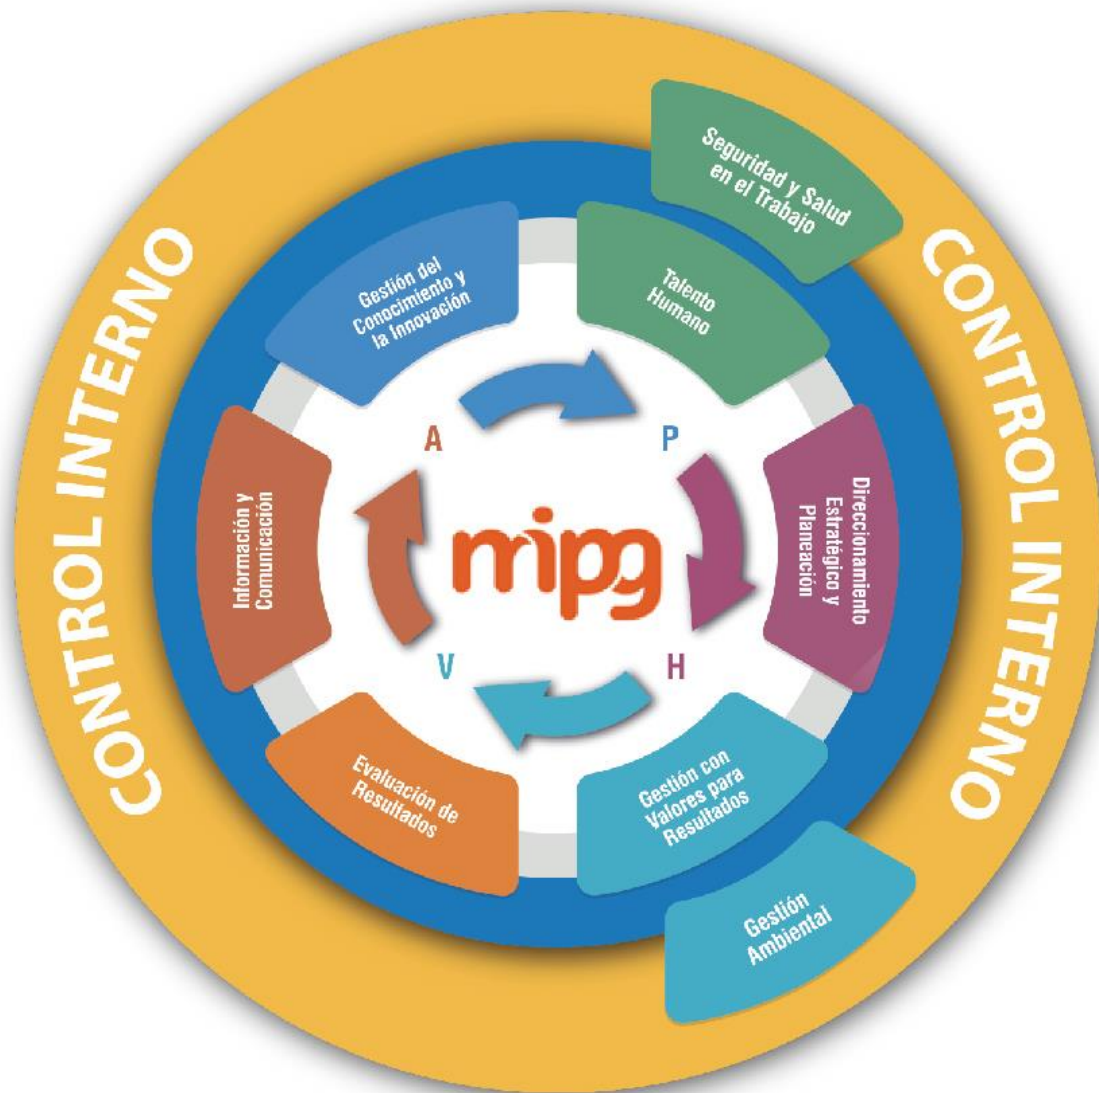 CONTROL INTERNO
CONTROL INTERNO
Seguridad y Salud
en el Trabajo
Gestión del
Conocimiento y
la Innovación
Talento
Humano
A
P
Información y
Comunicación
mipg
Direccionamiento
Estratégico y
Planeación
V
H
Evaluación de
Resultados
Gestión con
Valores para
Resultados
Gestión
Ambiental